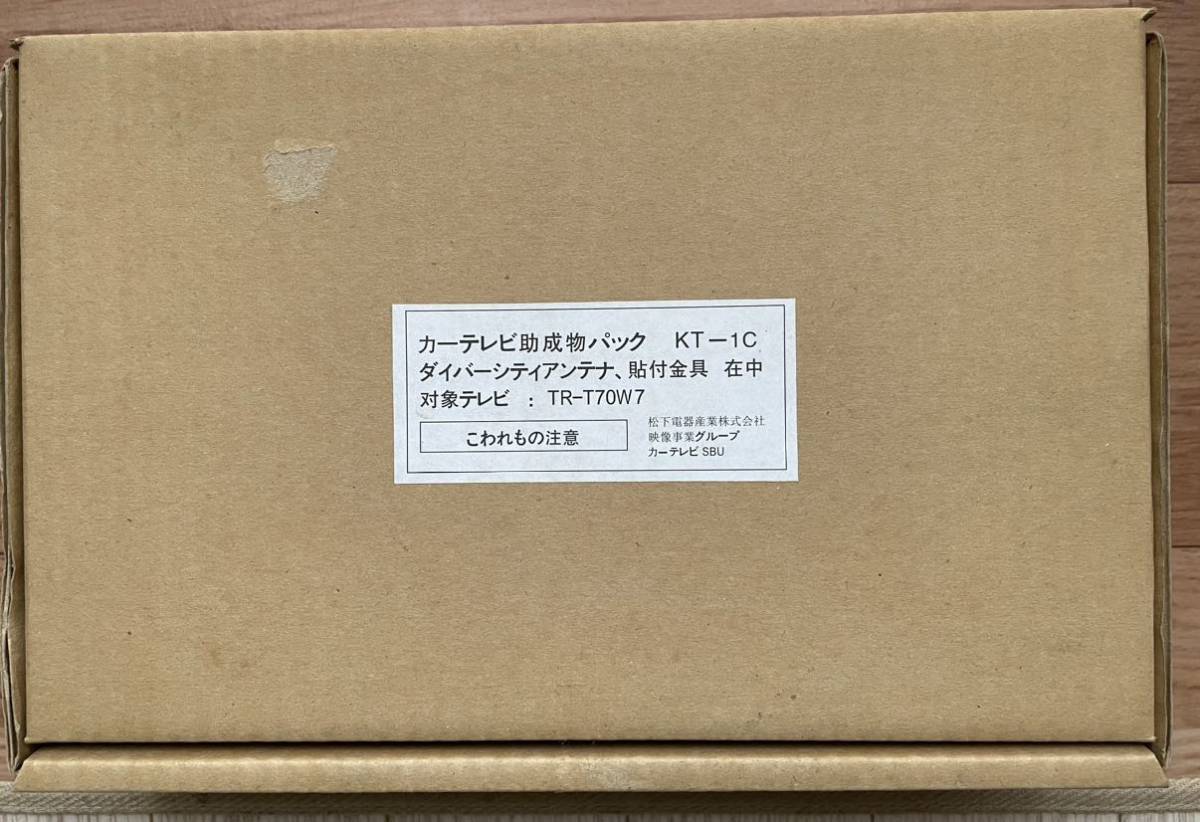 カーテレビ助成物パック　KT－1C
ダイバーシティアンテナ、貼付金具　在中
対象テレビ　：　TR-T70W7
こわれもの注意
松下電器産業株式会社
映像事業グループ
カーテレビ SBU